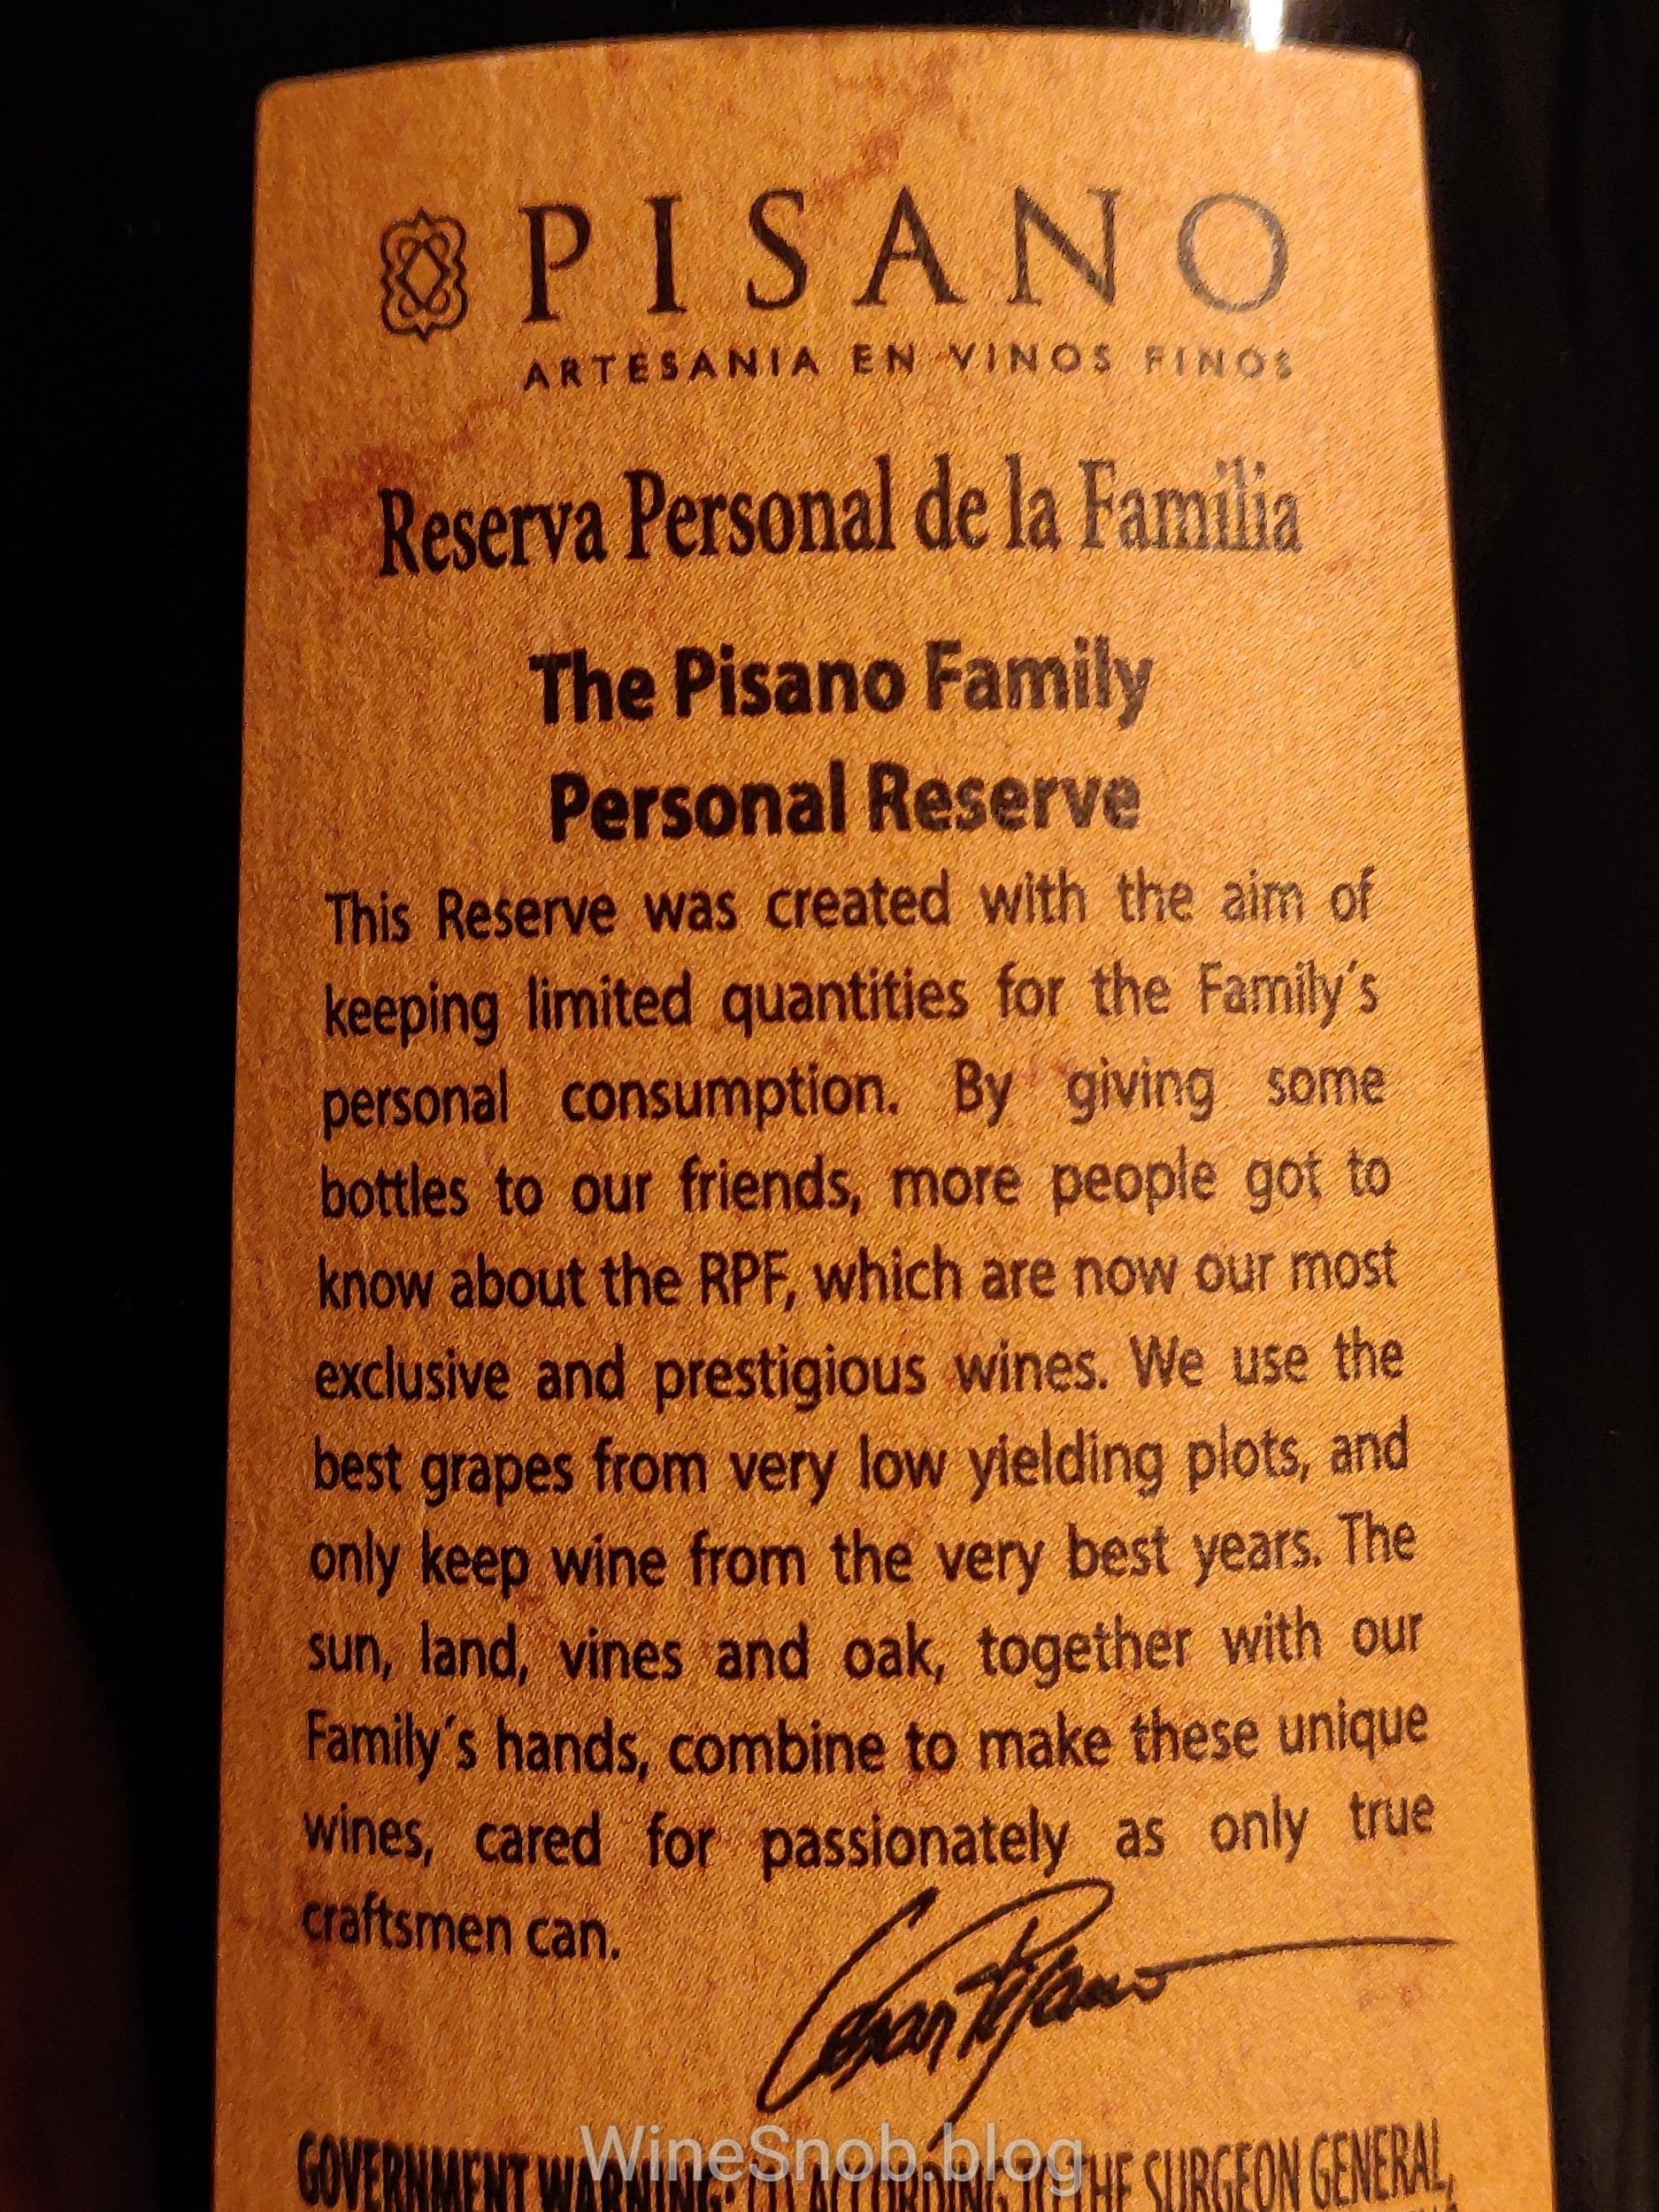 PISANO
ARTESANIA EN VINOS FINOS
Reserva Personal de la Familia
The Pisano Family
Personal Reserve
This Reserve was created with the aim of
keeping limited quantities for the Family´s
personal consumption. By giving some
bottles to our friends, more people got to
know about the RPF, which are now our most
exclusive and prestigious wines. We use the
best grapes from very low yielding plots, and
only keep wine from the very best years. The
sun, land, vines and oak, together with our
Family´s hands, combine to make these unique
wines, cared for passionately as only true
craftsmen can.
Cesar Pisano
WineSnob.blog
GOVERNMENT WARNING: (1) ACCORDING TO THE SURGEON GENERAL,